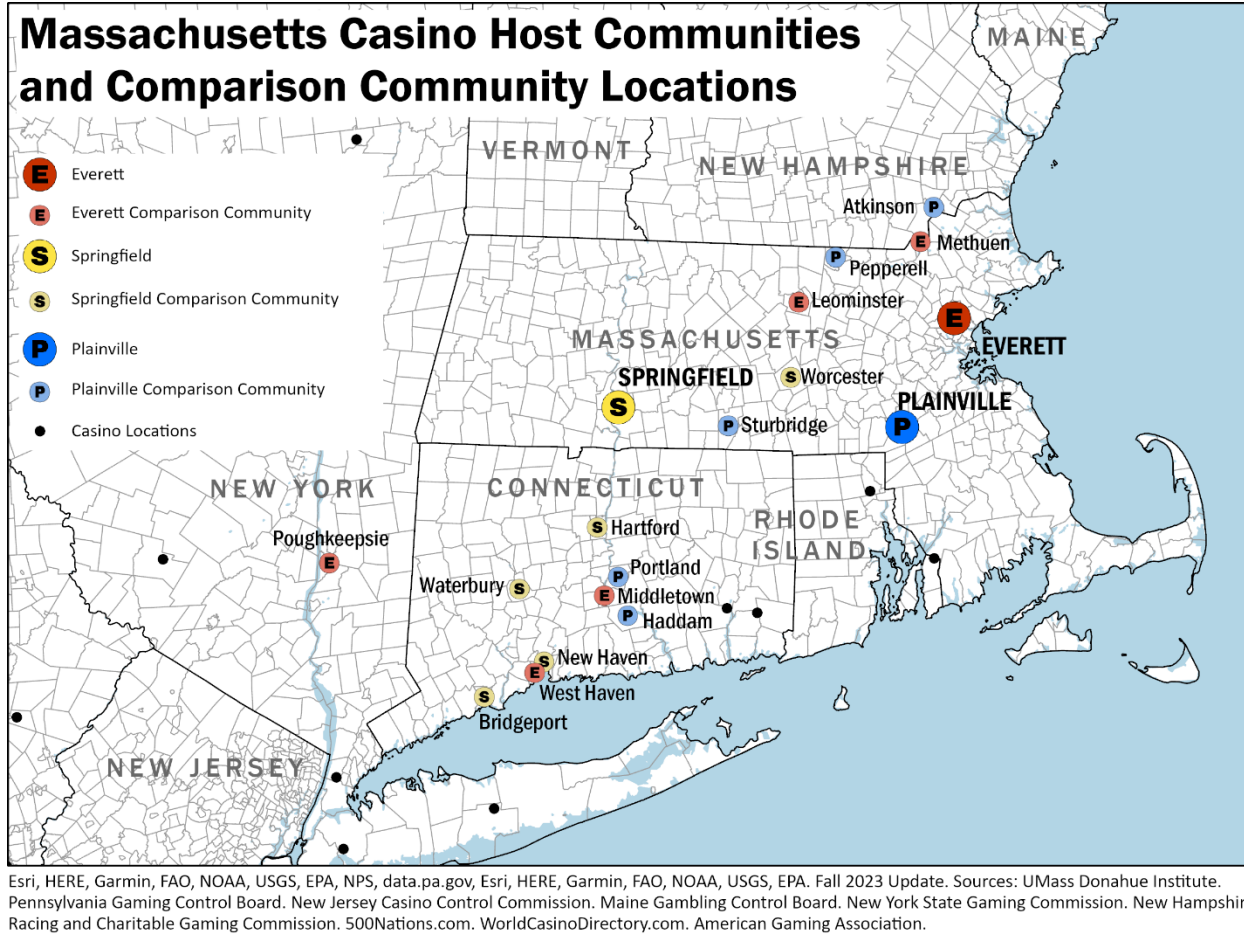 Massachusetts Casino Host Communities
and Comparison Community Locations
MAINE
VERMONT
NEW HAMPSHIRE
E Everett
E Everett Comparison Community
S Springfield
S Springfield Comparison Community
P Plainville
P Plainville Comparison Community
Casino Locations
Atkinson P
E Methuen
P Pepperell
E Leominster
E
EVERETT
MASSACHUSETTS
SPRINGFIELD
S
S Worcester
PLAINVILLE
P
P Sturbridge
NEW YORK
CONNECTICUT
RHODE
ISLAND
Poughkeepsie
E
S Hartford
P Portland
Waterbury S
E Middletown
P Haddam
S New Haven
E West Haven
S
Bridgeport
NEW JERSEY
Esri, HERE, Garmin, FAO, NOAA, USGS, EPA, NPS, data.pa.gov, Esri, HERE, Garmin, FAO, NOAA, USGS, EPA. Fall 2023 Update. Sources: UMass Donahue Institute.
Pennsylvania Gaming Control Board. New Jersey Casino Control Commission. Maine Gambling Control Board. New York State Gaming Commission. New Hampshir
Racing and Charitable Gaming Commission. 500Nations.com. WorldCasinoDirectory.com. American Gaming Association.